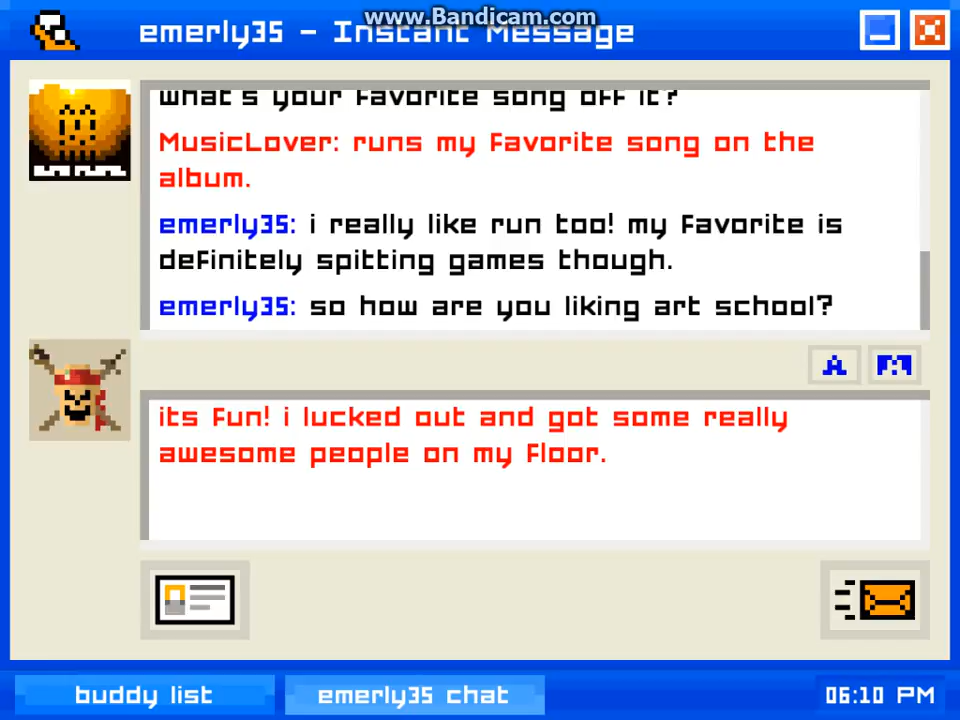 www.Bandicam.com
emerly35 - Instant Message
what's your favorite song off it?
MusicLover: runs my favorite song on the
album.
emerly35: i really like run too! my favorite is
definitely spitting games though.
emerly35: so how are you liking art school?
A
its fun! i lucked out and got some really
awesome people on my floor.
buddy list
emerly35 chat
06:10 PM